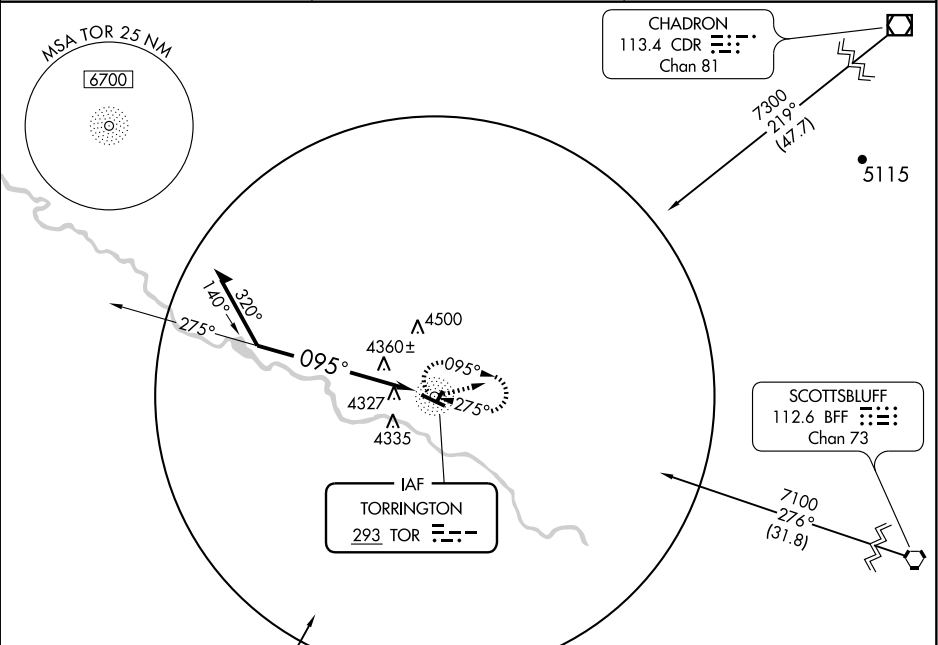 MSA TOR 25 NM
6700
CHADRON
113.4 CDR
Chan 81
7300
219°
(47.7)
5115
320°
140°
275°
095°
4500
4360±
4327
4335
095°
275°
IAF
TORRINGTON
293 TOR
SCOTTSBLUFF
112.6 BFF
Chan 73
7100
276°
(31.8)